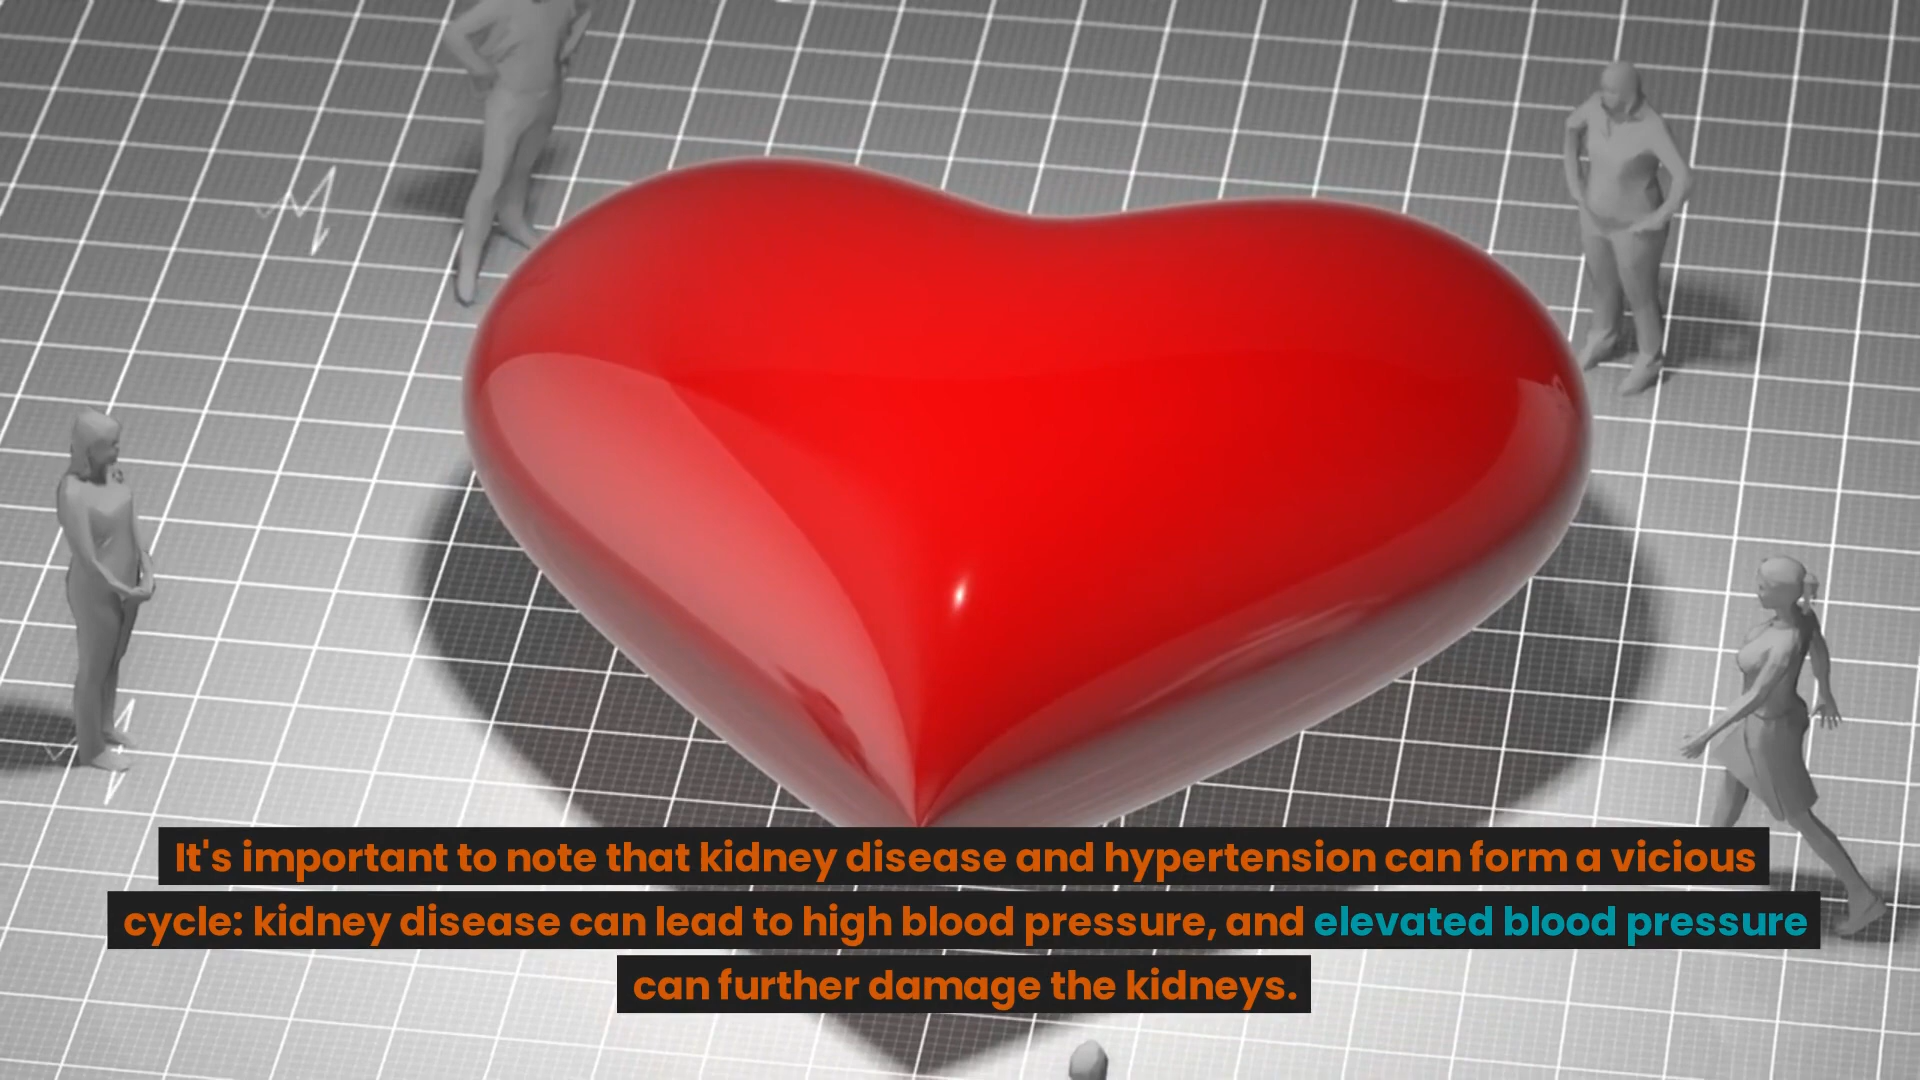 It's important to note that kidney disease and hypertension can form a vicious
cycle: kidney disease can lead to high blood pressure, and elevated blood pressure
can further damage the kidneys.